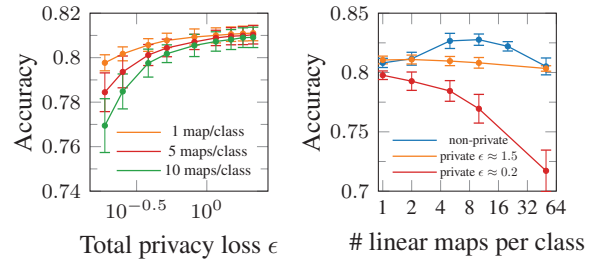 0.82
0.8
0.78
0.76
0.74
Accuracy
1 map/class
5 maps/class
10 maps/class
10^−0.5
10^0
Total privacy loss ϵ
0.85
0.8
0.75
0.7
Accuracy
non-private
private ϵ ≈ 1.5
private ϵ ≈ 0.2
1 2 4 8 16 32 64
# linear maps per class